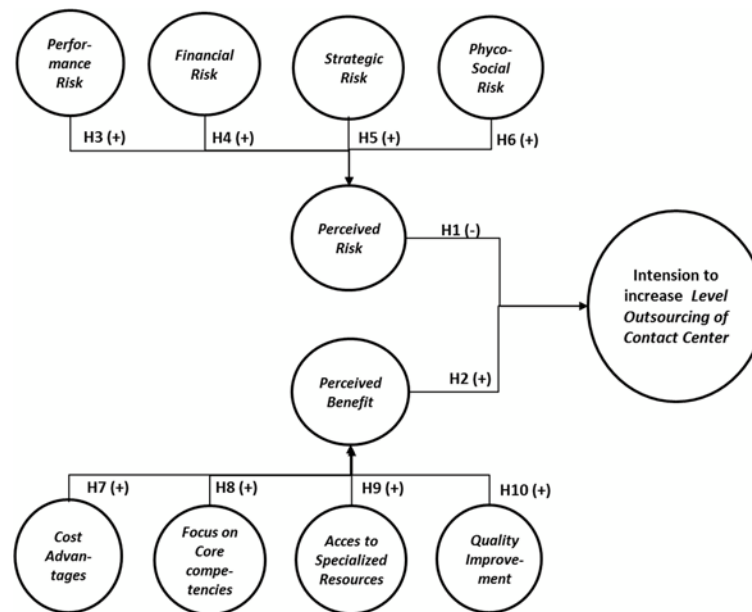 Perfor-
mance
Risk
Financial
Risk
Strategic
Risk
Phyco-
Social
Risk
H3 (+)
H4 (+)
H5 (+)
H6 (+)
Perceived
Risk
H1 (-)
Intension to
increase Level
Outsourcing of
Contact Center
Perceived
Benefit
H2 (+)
H7 (+)
H8 (+)
H9 (+)
H10 (+)
Cost
Advan-
tages
Focus on
Core
compe-
tencies
Acces to
Specialized
Resources
Quality
Improve-
ment